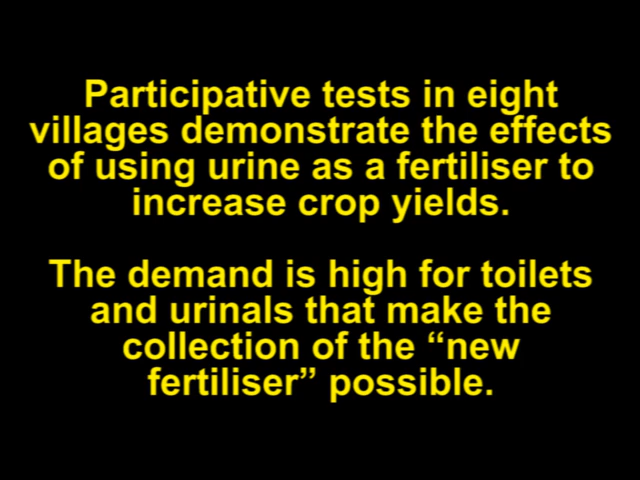 Participative tests in eight
villages demonstrate the effects
of using urine as a fertiliser to
increase crop yields.
The demand is high for toilets
and urinals that make the
collection of the “new
fertiliser” possible.